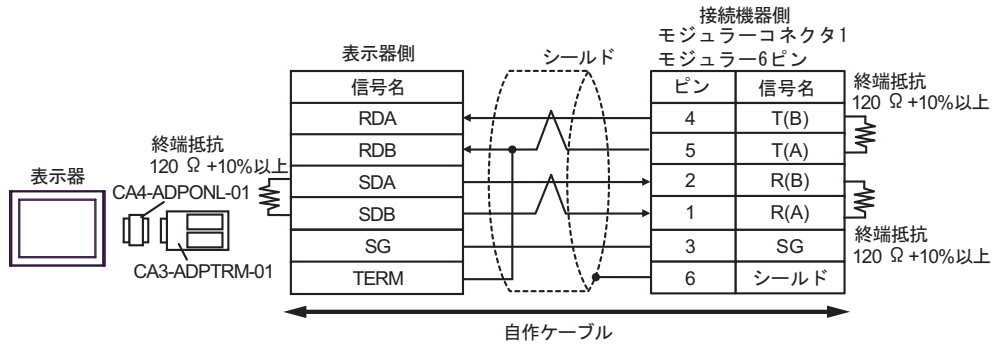 接続機器側
モジュラーコネクタ1
モジュラー6ピン
表示器側
シールド
信号名
ピン
信号名
終端抵抗
120 Ω +10%以上
RDA
4
T(B)
RDB
5
T(A)
終端抵抗
120 Ω +10%以上
SDA
2
R(B)
表示器
CA4-ADPONL-01
SDB
1
R(A)
SG
3
SG
終端抵抗
120 Ω +10%以上
CA3-ADPTRM-01
TERM
6
シールド
自作ケーブル